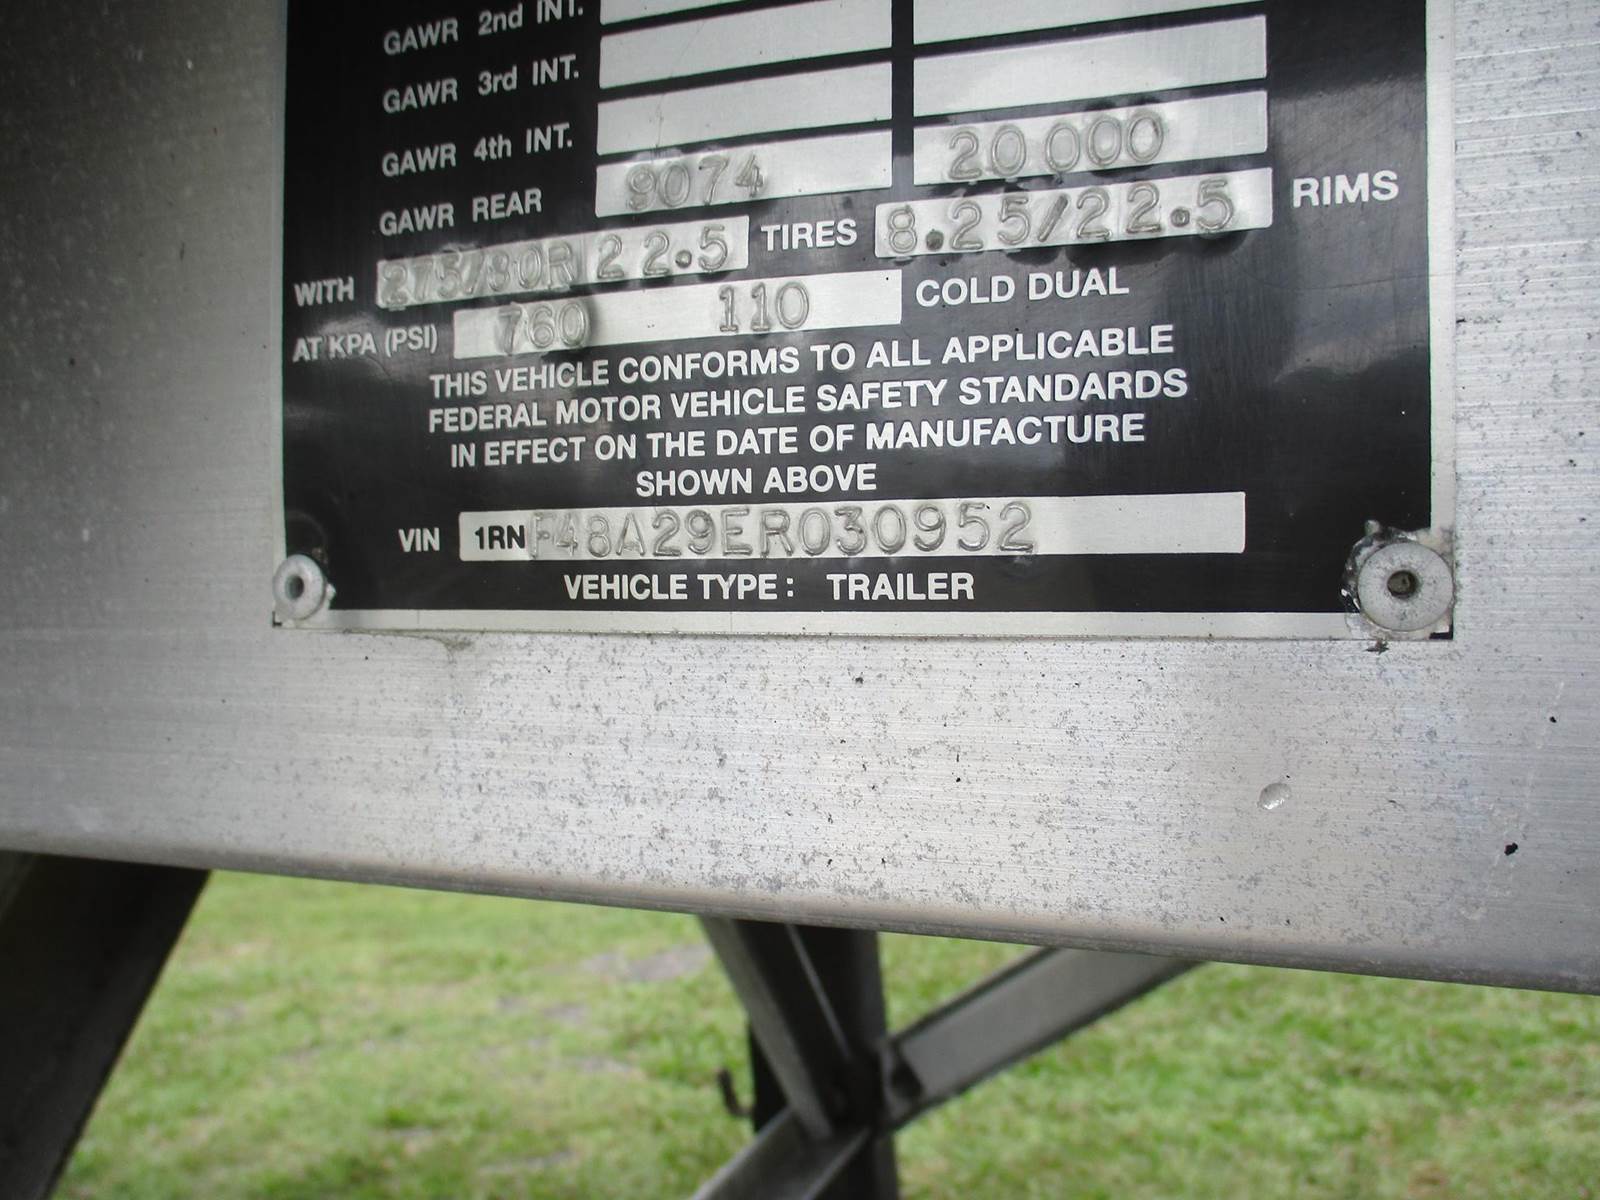 GAWR 2nd INT.
GAWR 3rd INT.
GAWR 4th INT.
GAWR REAR 9074 20000
WITH 275/80R 22.5 TIRES 8.25/22.5 RIMS
AT KPA (PSI) 760 110 COLD DUAL
THIS VEHICLE CONFORMS TO ALL APPLICABLE
FEDERAL MOTOR VEHICLE SAFETY STANDARDS
IN EFFECT ON THE DATE OF MANUFACTURE
SHOWN ABOVE
VIN 1RNF48A29ER030952
VEHICLE TYPE: TRAILER